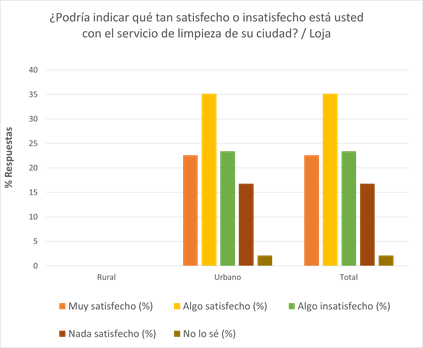 ¿Podría indicar qué tan satisfecho o insatisfecho está usted
con el servicio de limpieza de su ciudad? / Loja
40
35
30
25
20
15
10
5
0
% Respuestas
Rural
Urbano
Total
Muy satisfecho (%)
Algo satisfecho (%)
Algo insatisfecho (%)
Nada satisfecho (%)
No lo sé (%)